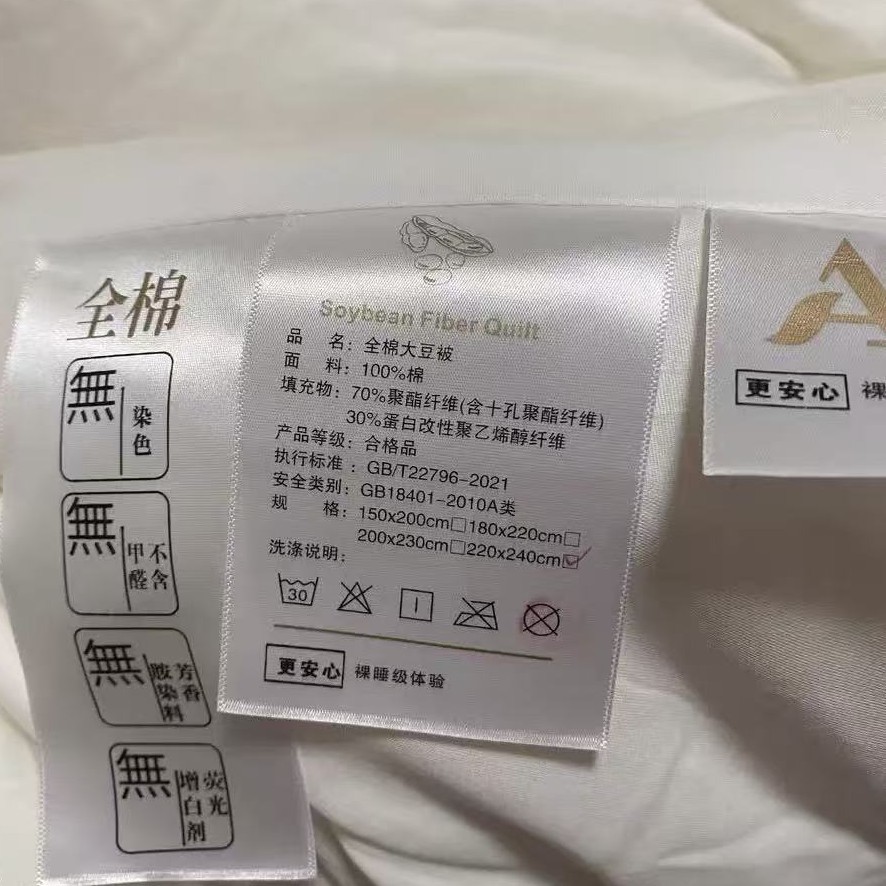 全棉
無 染色
無 不含甲醛
無 芳香胺染料
無 荧光增白剂
Soybean Fiber Quilt
品 名：全棉大豆被
面 料：100%棉
填充物：70%聚酯纤维(含十孔聚酯纤维)
30%蛋白改性聚乙烯醇纤维
产品等级：合格品
执行标准：GB/T22796-2021
安全类别：GB18401-2010A类
规 格：150x200cm□180x220cm□
200x230cm□220x240cm☑
洗涤说明：
30
更安心 裸睡级体验
A
更安心 裸